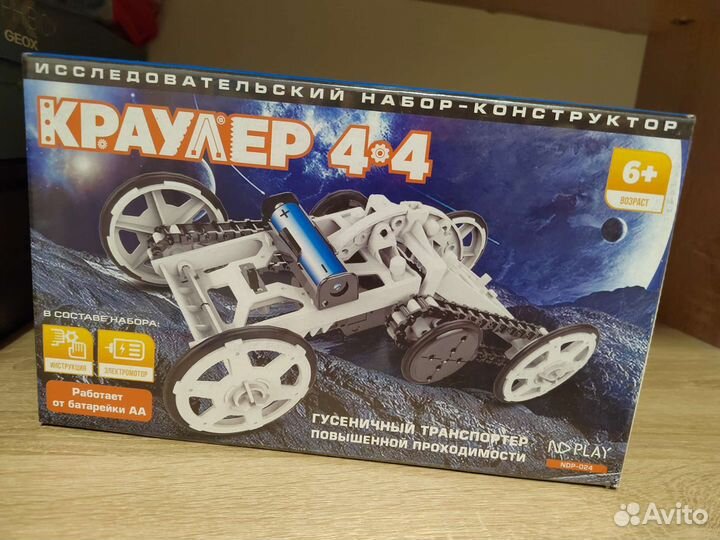 GEOX
ИССЛЕДОВАТЕЛЬСКИЙ НАБОР-КОНСТРУКТОР
КРАУЛЕР® 4*4
6+
ВОЗРАСТ
+
В СОСТАВЕ НАБОРА:
ИНСТРУКЦИЯ
ЭЛЕКТРОМОТОР
Работает
от батарейки АА
ГУСЕНИЧНЫЙ ТРАНСПОРТЕР
ПОВЫШЕННОЙ ПРОХОДИМОСТИ
ND PLAY
NDP-024
Avito